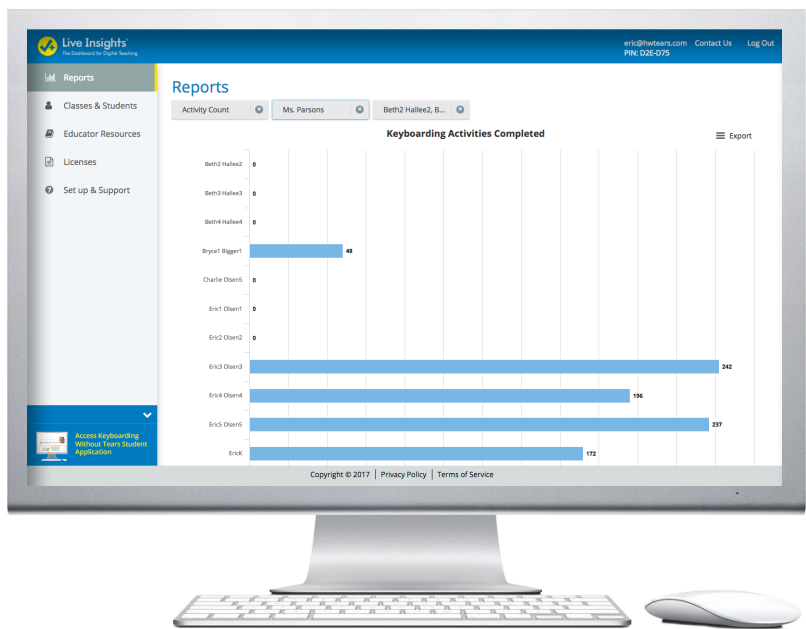 Live Insights®
The Dashboard for Digital Teaching
eric@hwtears.com Contact Us Log Out
PIN: D2E-D75
Reports
Classes & Students
Educator Resources
Licenses
Set up & Support
Access Keyboarding
Without Tears Student
Application
Reports
Activity Count
Ms. Parsons
Beth2 Hallee2, B...
Keyboarding Activities Completed
Export
Beth2 Hallee2 0
Beth3 Hallee3 0
Beth4 Hallee4 0
Bryce1 Bigger1 48
Charlie Olsen5 0
Eric1 Olsen1 0
Eric2 Olsen2 0
Eric3 Olsen3 242
Eric4 Olsen4 196
Eric5 Olsen5 237
EricK 172
Copyright © 2017 | Privacy Policy | Terms of Service